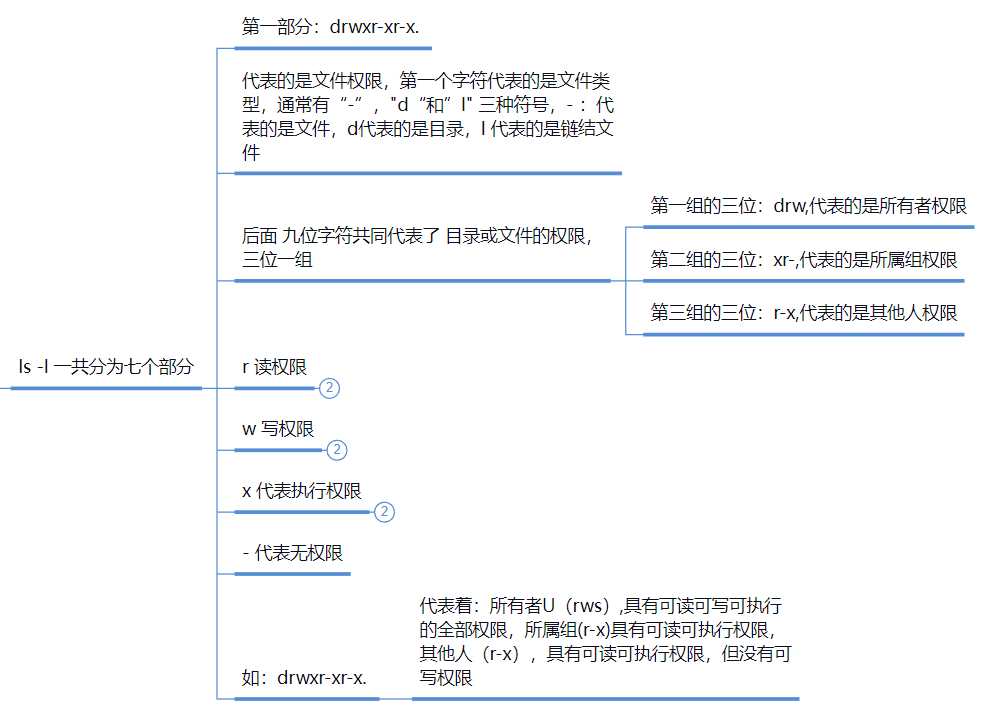 第一部分：drwxr-xr-x.
代表的是文件权限，第一个字符代表的是文件类
型，通常有“-”，"d“和”l" 三种符号，-：代
表的是文件，d代表的是目录，l 代表的是链结文
件
后面 九位字符共同代表了 目录或文件的权限，
三位一组
第一组的三位：drw,代表的是所有者权限
第二组的三位：xr-,代表的是所属组权限
第三组的三位：r-x,代表的是其他人权限
ls -l 一共分为七个部分
r 读权限
2
w 写权限
2
x 代表执行权限
2
- 代表无权限
如：drwxr-xr-x.
代表着：所有者U（rws）,具有可读可写可执行
的全部权限，所属组(r-x)具有可读可执行权限，
其他人（r-x），具有可读可执行权限，但没有可
写权限